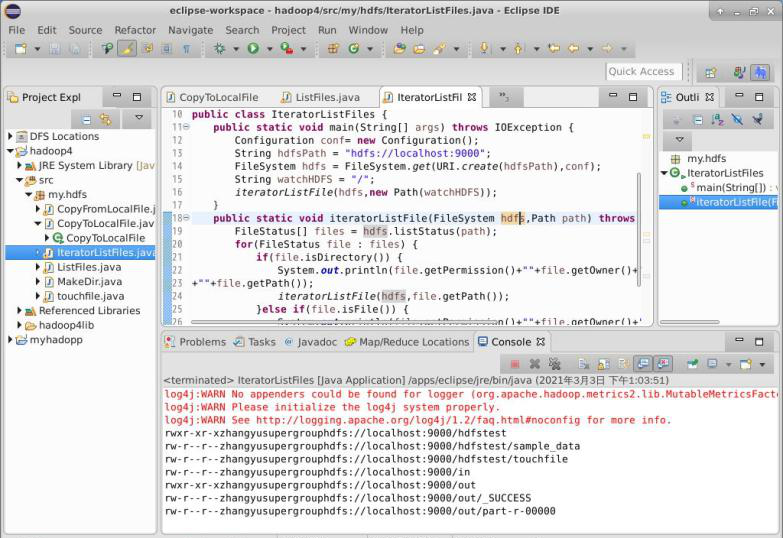 eclipse-workspace - hadoop4/src/my/hdfs/IteratorListFiles.java - Eclipse IDE
File Edit Source Refactor Navigate Search Project Run Window Help
Quick Access
Project Expl
DFS Locations
hadoop4
JRE System Library [Jav
src
my.hdfs
CopyFromLocalFile.j
CopyToLocalFile.jav
CopyToLocalFile
IteratorListFiles.java
ListFiles.java
MakeDir.java
touchfile.java
Referenced Libraries
hadoop4lib
myhadopp
CopyToLocalFile
ListFiles.java
IteratorListFil
»3
10 public class IteratorListFiles {
11 public static void main(String[] args) throws IOException {
12 Configuration conf= new Configuration();
13 String hdfsPath = "hdfs://localhost:9000";
14 FileSystem hdfs = FileSystem.get(URI.create(hdfsPath),conf);
15 String watchHDFS = "/";
16 iteratorListFile(hdfs,new Path(watchHDFS));
17 }
18 public static void iteratorListFile(FileSystem hdfs,Path path) throws
19 FileStatus[] files = hdfs.listStatus(path);
20 for(FileStatus file : files) {
21 if(file.isDirectory()) {
22 System.out.println(file.getPermission()+""+file.getOwner()+
23 +""+file.getPath());
24 iteratorListFile(hdfs,file.getPath());
25 }else if(file.isFile()) {
26 System.out.println(file.getPermission()+""+file.getOwner()+"
Outli
my.hdfs
IteratorListFiles
main(String[]) : v
iteratorListFile(F
Problems Tasks Javadoc Map/Reduce Locations Console
<terminated> IteratorListFiles [Java Application] /apps/eclipse/jre/bin/java (2021年3月3日 下午1:03:51)
log4j:WARN No appenders could be found for logger (org.apache.hadoop.metrics2.lib.MutableMetricsFacto
log4j:WARN Please initialize the log4j system properly.
log4j:WARN See http://logging.apache.org/log4j/1.2/faq.html#noconfig for more info.
rwxr-xr-xzhangyusupergrouphdfs://localhost:9000/hdfstest
rw-r--r--zhangyusupergrouphdfs://localhost:9000/hdfstest/sample_data
rw-r--r--zhangyusupergrouphdfs://localhost:9000/hdfstest/touchfile
rw-r--r--zhangyusupergrouphdfs://localhost:9000/in
rwxr-xr-xzhangyusupergrouphdfs://localhost:9000/out
rw-r--r--zhangyusupergrouphdfs://localhost:9000/out/_SUCCESS
rw-r--r--zhangyusupergrouphdfs://localhost:9000/out/part-r-00000